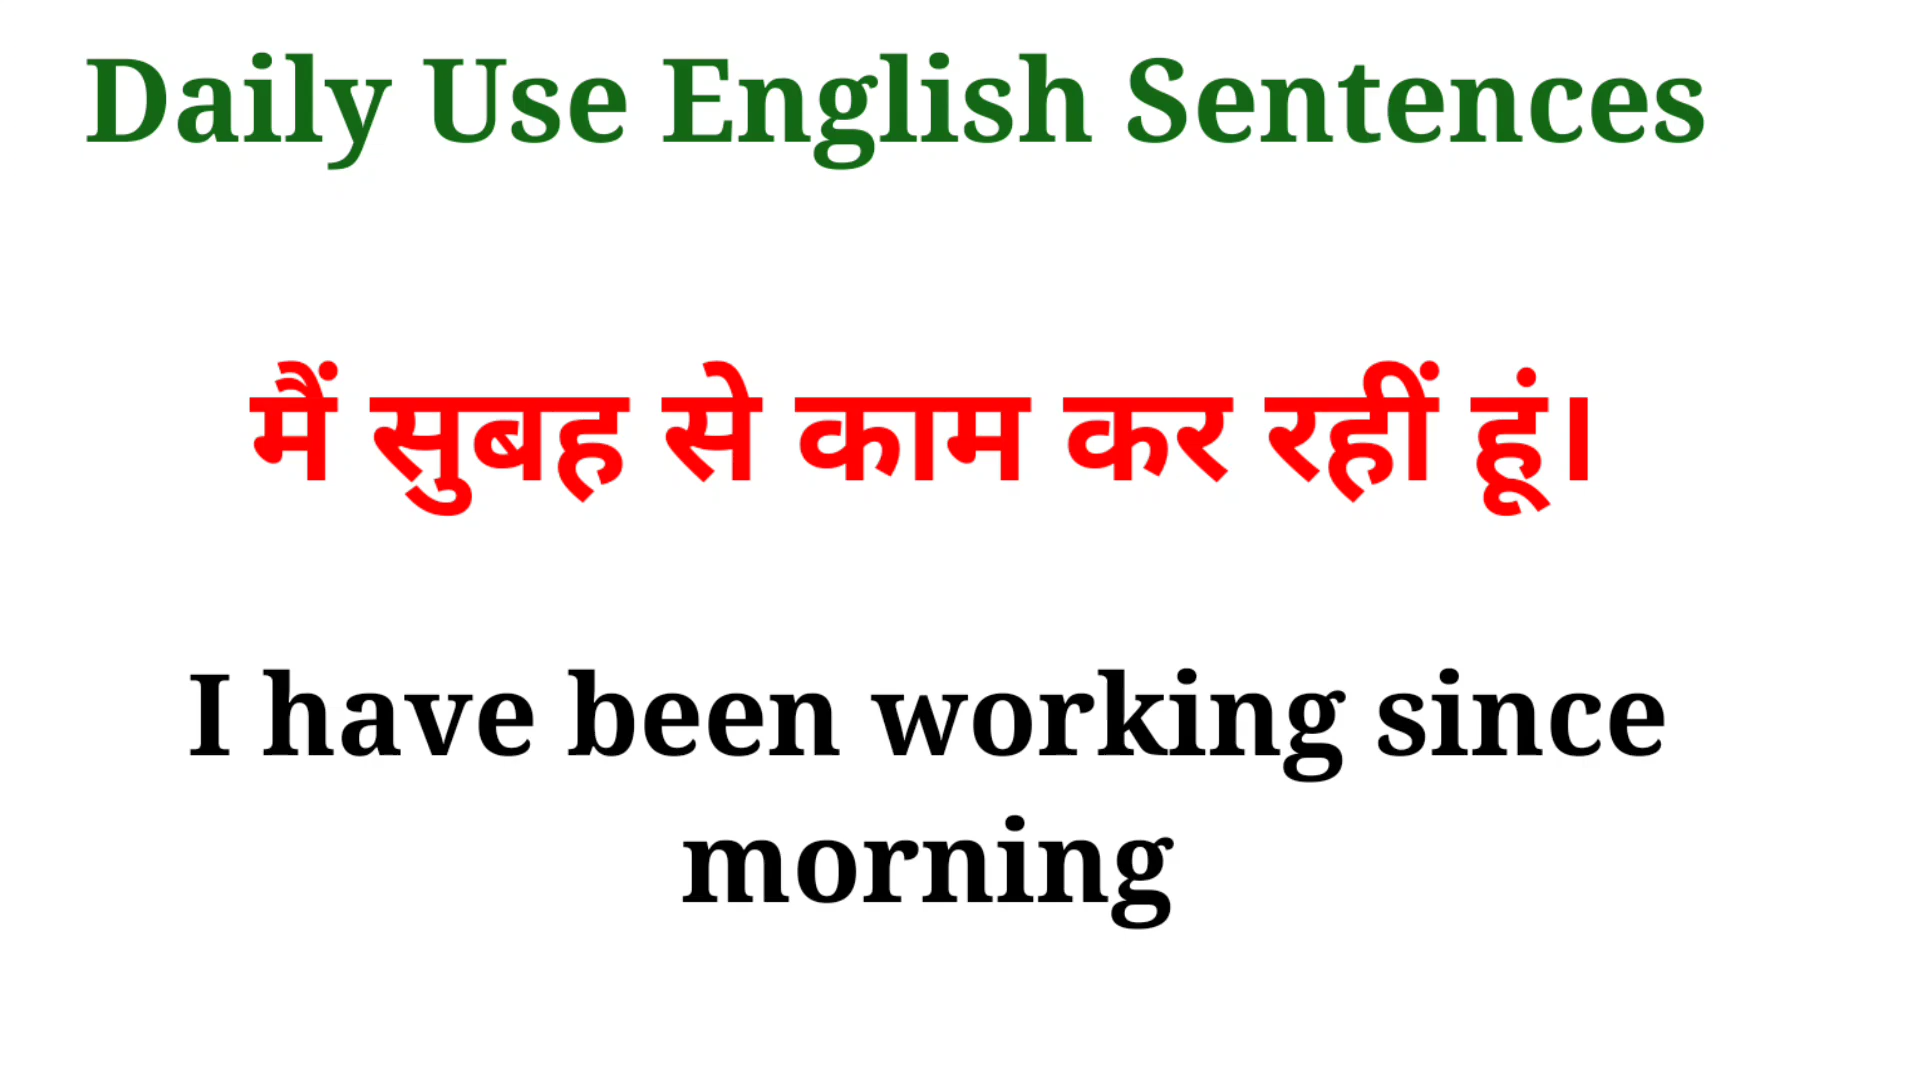 Daily Use English Sentences
मैं सुबह से काम कर रहीं हूं।
I have been working since
morning